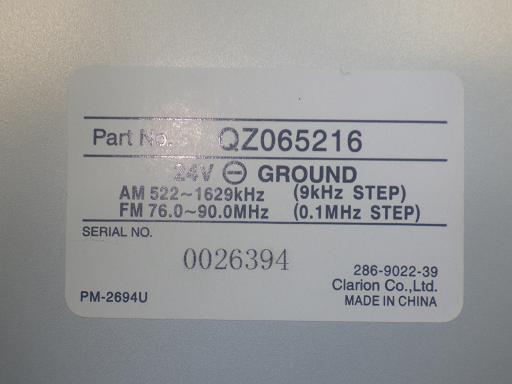 Part No. QZ065216
24V ⊖ GROUND
AM 522~1629kHz (9kHz STEP)
FM 76.0~90.0MHz (0.1MHz STEP)
SERIAL NO.
0026394
286-9022-39
Clarion Co.,Ltd.
PM-2694U MADE IN CHINA